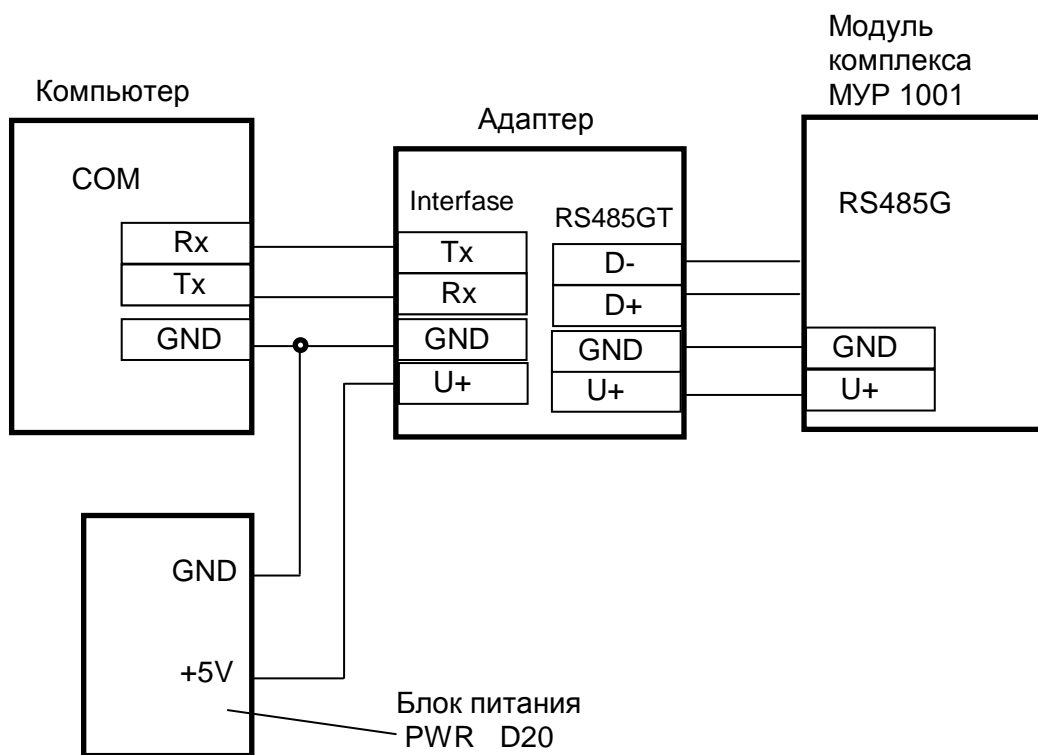 Модуль
комплекса
МУР 1001
Компьютер
Адаптер
COM
Rx
Tx
GND
Interfase
Tx
Rx
GND
U+
RS485GT
D-
D+
GND
U+
RS485G
GND
U+
GND
+5V
Блок питания
PWR D20